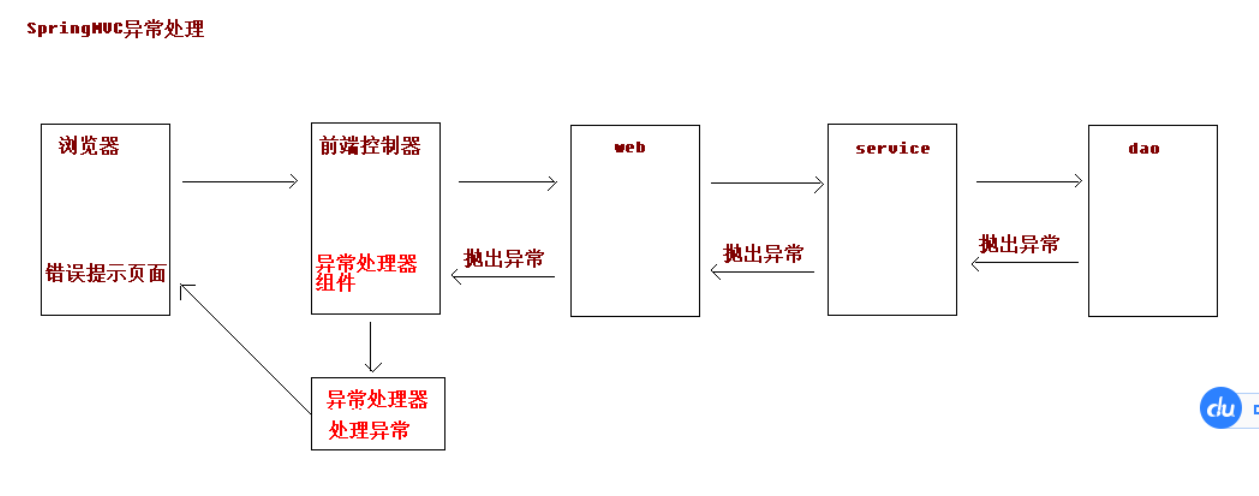 SpringMVC异常处理
浏览器
前端控制器
web
service
dao
抛出异常
抛出异常
抛出异常
错误提示页面
异常处理器
组件
异常处理器
处理异常
du